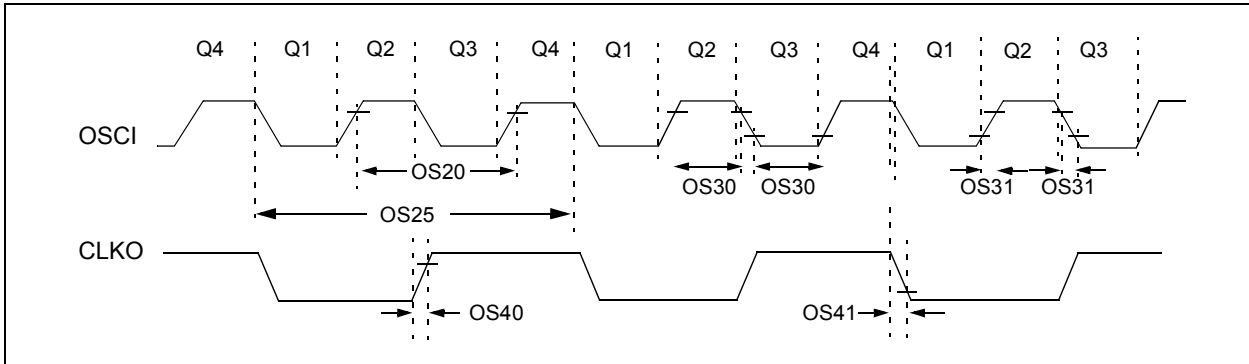 Q4 Q1 Q2 Q3 Q4 Q1 Q2 Q3 Q4 Q1 Q2 Q3
OSCI
OS20
OS30 OS30
OS31 OS31
OS25
CLKO
OS40
OS41